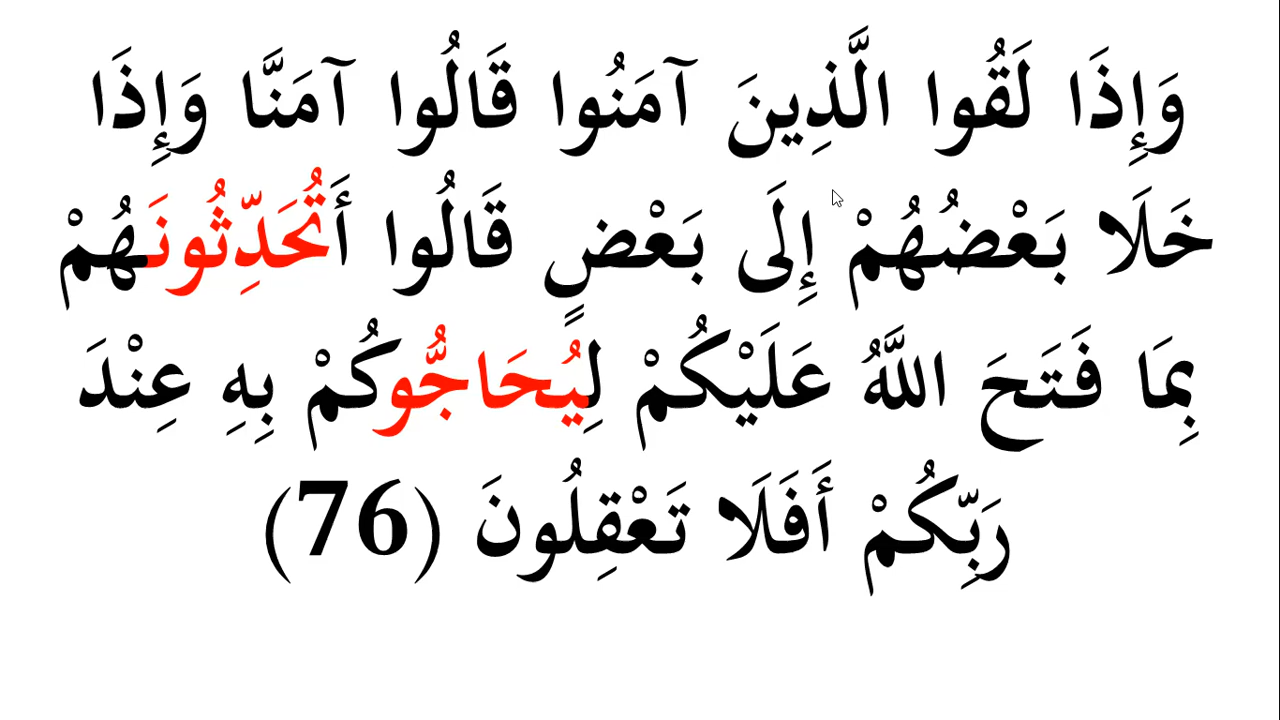 وَإِذَا لَقُوا الَّذِينَ آمَنُوا قَالُوا آمَنَّا وَإِذَا
خَلَا بَعْضُهُمْ إِلَى بَعْضٍ قَالُوا أَتُحَدِّثُونَهُمْ
بِمَا فَتَحَ اللَّهُ عَلَيْكُمْ لِيُحَاجُّوكُمْ بِهِ عِنْدَ
رَبِّكُمْ أَفَلَا تَعْقِلُونَ (76)